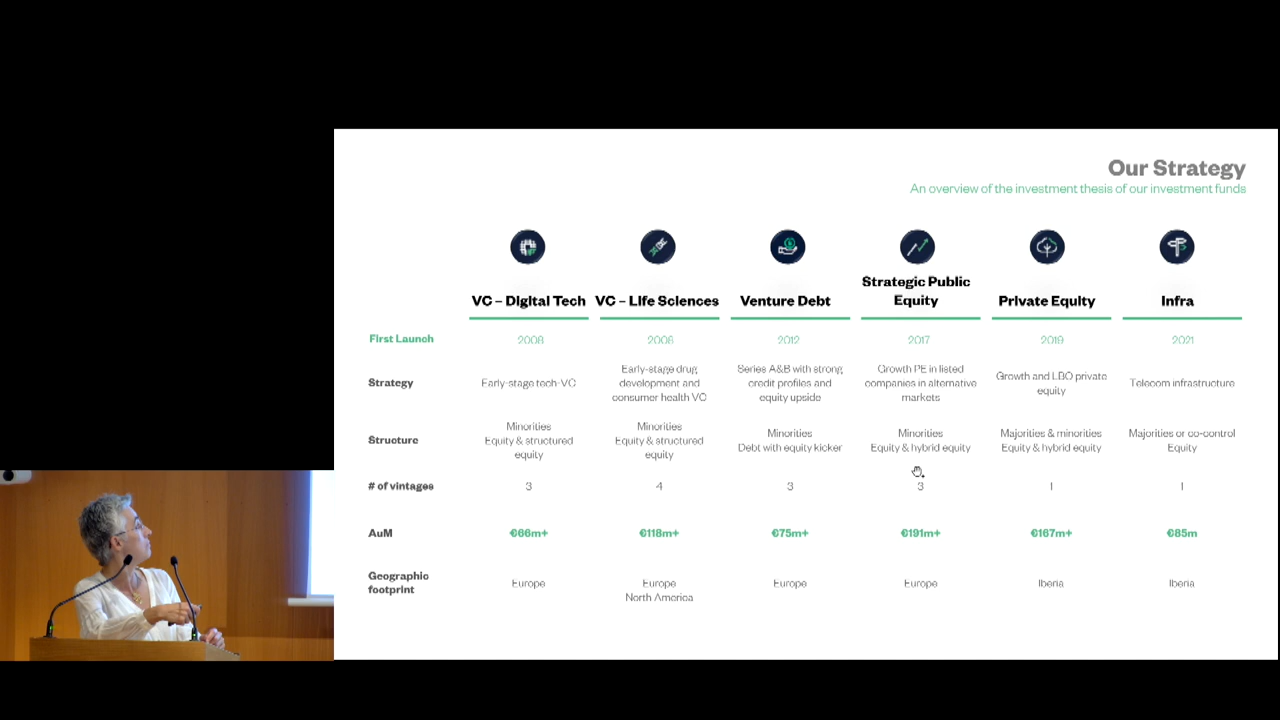 Our Strategy
An overview of the investment thesis of our investment funds
VC – Digital Tech
VC – Life Sciences
Venture Debt
Strategic Public
Equity
Private Equity
Infra
First Launch
2008
2006
2012
2017
2019
2021
Strategy
Early-stage tech-VC
Early-stage drug
development and
consumer health VC
Series A&B with strong
credit profiles and
equity upside
Growth PE in listed
companies in alternative
markets
Growth and LBO private
equity
Telecom infrastructure
Structure
Minorities
Equity & structured
equity
Minorities
Equity & structured
equity
Minorities
Debt with equity kicker
Minorities
Equity & hybrid equity
Majorities & minorities
Equity & hybrid equity
Majorities or co-control
Equity
# of vintages
3
4
3
3
1
1
AuM
€66m+
€118m+
€75m+
€191m+
€167m+
€85m
Geographic
footprint
Europe
Europe
North America
Europe
Europe
Iberia
Iberia